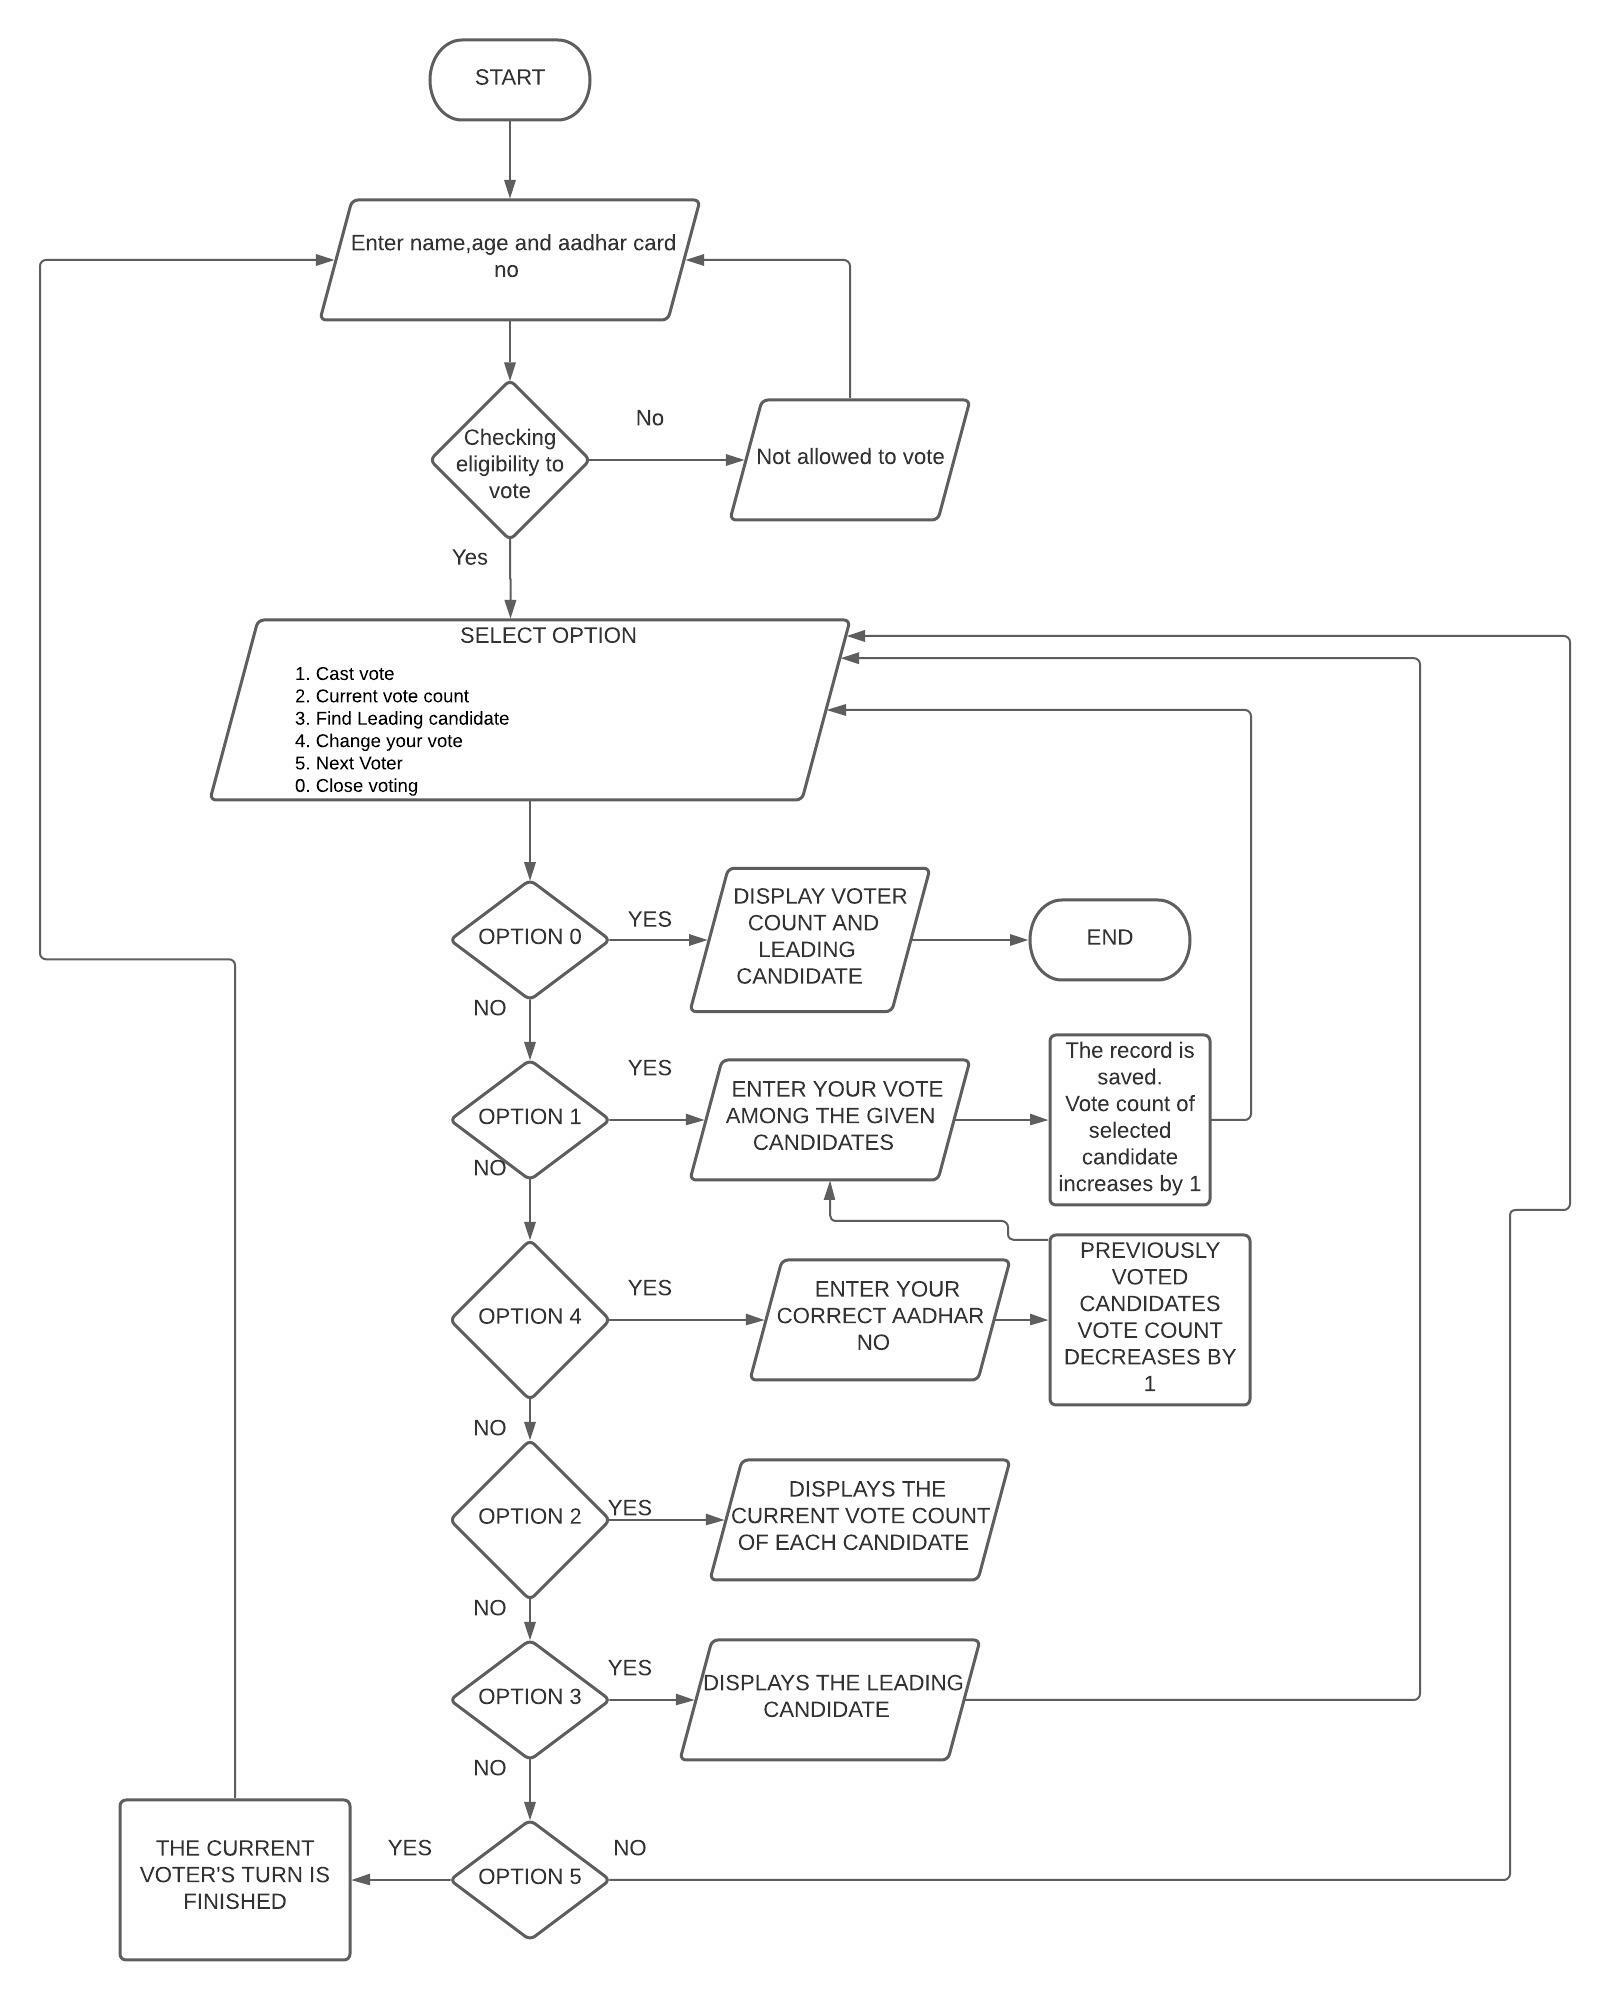 START
Enter name,age and aadhar card
no
Checking
eligibility to
vote
No
Not allowed to vote
Yes
SELECT OPTION
1. Cast vote
2. Current vote count
3. Find Leading candidate
4. Change your vote
5. Next Voter
0. Close voting
OPTION 0
YES
DISPLAY VOTER
COUNT AND
LEADING
CANDIDATE
END
NO
OPTION 1
YES
ENTER YOUR VOTE
AMONG THE GIVEN
CANDIDATES
The record is
saved.
Vote count of
selected
candidate
increases by 1
NO
OPTION 4
YES
ENTER YOUR
CORRECT AADHAR
NO
PREVIOUSLY
VOTED
CANDIDATES
VOTE COUNT
DECREASES BY
1
NO
OPTION 2
YES
DISPLAYS THE
CURRENT VOTE COUNT
OF EACH CANDIDATE
NO
OPTION 3
YES
DISPLAYS THE LEADING
CANDIDATE
NO
OPTION 5
YES
NO
THE CURRENT
VOTER'S TURN IS
FINISHED